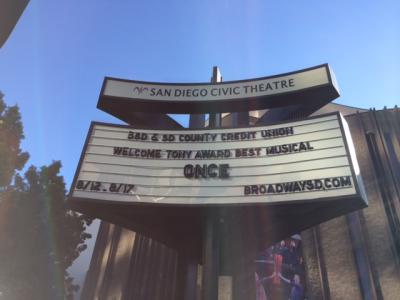 SAN DIEGO CIVIC THEATRE
BSD & SD COUNTY CREDIT UNION
WELCOME TONY AWARD BEST MUSICAL
ONCE
8/12-8/17 BROADWAYSD.COM